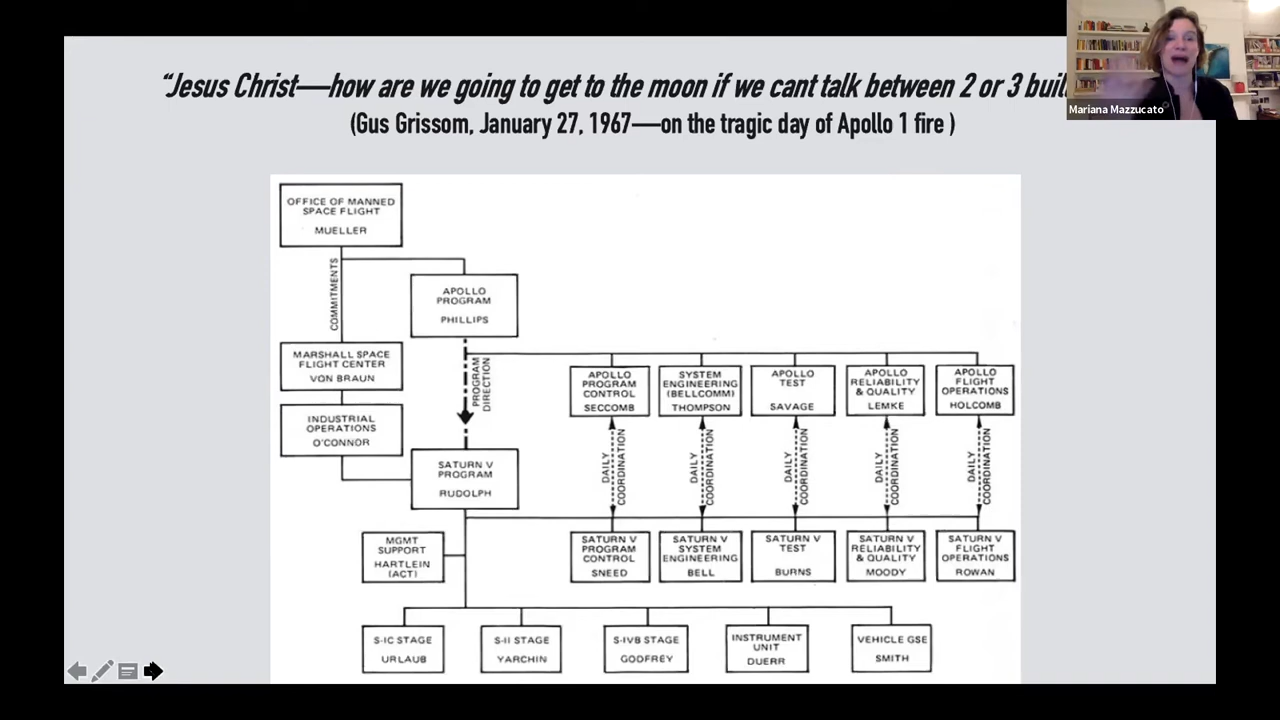 “Jesus Christ—how are we going to get to the moon if we cant talk between 2 or 3
(Gus Grissom, January 27, 1967—on the tragic day of Apollo 1 fire )
Mariana Mazzucato
OFFICE OF MANNED
SPACE FLIGHT
MUELLER
COMMITMENTS
APOLLO
PROGRAM
PHILLIPS
MARSHALL SPACE
FLIGHT CENTER
VON BRAUN
INDUSTRIAL
OPERATIONS
O'CONNOR
PROGRAM
DIRECTION
SATURN V
PROGRAM
RUDOLPH
APOLLO
PROGRAM
CONTROL
SECCOMB
SYSTEM
ENGINEERING
(BELLCOMM)
THOMPSON
APOLLO
TEST
SAVAGE
APOLLO
RELIABILITY
& QUALITY
LEMKE
APOLLO
FLIGHT
OPERATIONS
HOLCOMB
DAILY
COORDINATION
DAILY
COORDINATION
DAILY
COORDINATION
DAILY
COORDINATION
DAILY
COORDINATION
MGMT
SUPPORT
HARTLEIN
(ACT)
SATURN V
PROGRAM
CONTROL
SNEED
SATURN V
SYSTEM
ENGINEERING
BELL
SATURN V
TEST
BURNS
SATURN V
RELIABILITY
& QUALITY
MOODY
SATURN V
FLIGHT
OPERATIONS
ROWAN
S-IC STAGE
URLAUB
S-II STAGE
YARCHIN
S-IVB STAGE
GODFREY
INSTRUMENT
UNIT
DUERR
VEHICLE GSE
SMITH